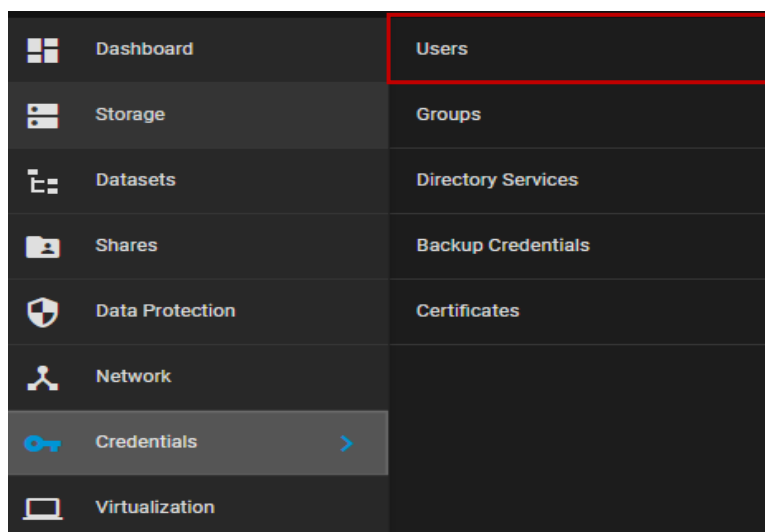 Dashboard
Storage
Datasets
Shares
Data Protection
Network
Credentials
Virtualization
Users
Groups
Directory Services
Backup Credentials
Certificates